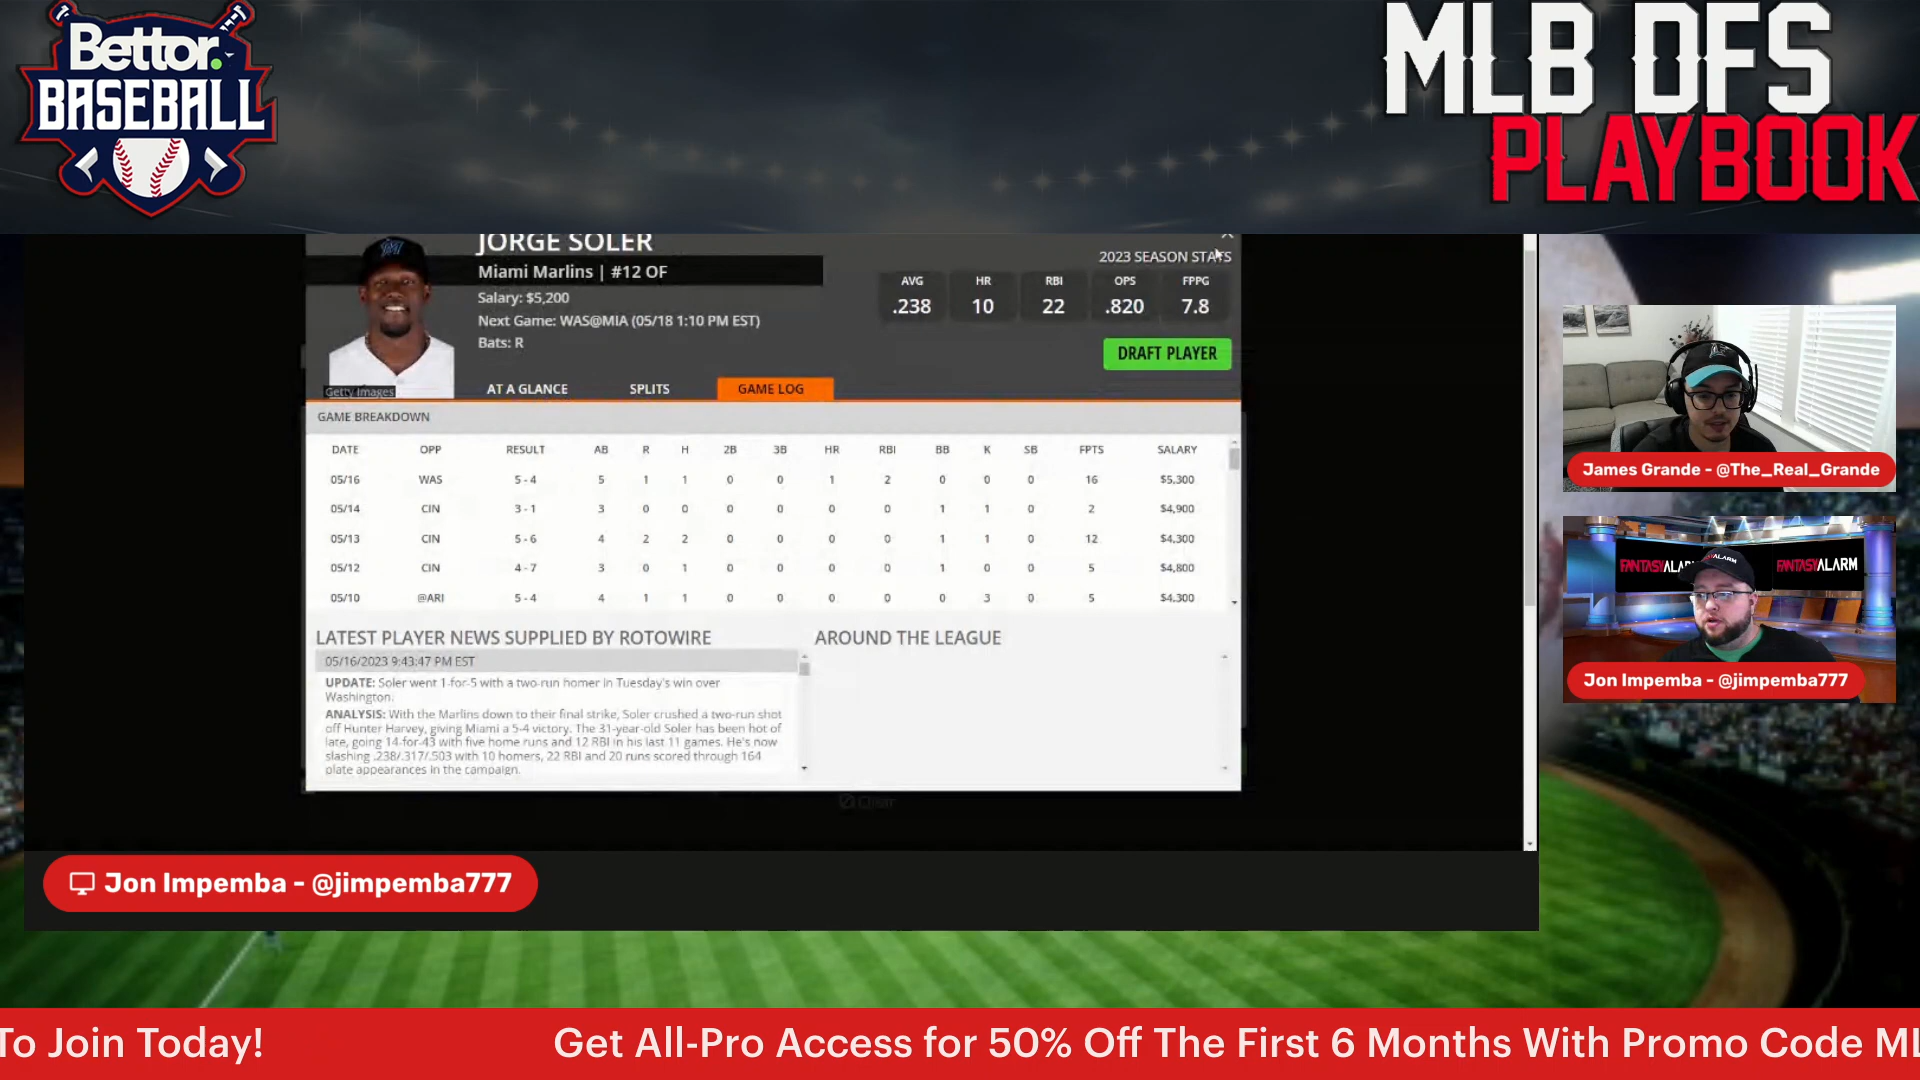 Bettor.
BASEBALL
MLB DFS
PLAYBOOK
JORGE SOLER
Miami Marlins | #12 OF
Salary: $5,200
Next Game: WAS@MIA (05/18 1:10 PM EST)
Bats: R
Getty Images
2023 SEASON STATS
AVG HR RBI OPS FPPG
.238 10 22 .820 7.8
DRAFT PLAYER
AT A GLANCE SPLITS GAME LOG
GAME BREAKDOWN
DATE OPP RESULT AB R H 2B 3B HR RBI BB K SB FPTS SALARY
05/16 WAS 5 - 4 5 1 1 0 0 1 2 0 0 0 16 $5,300
05/14 CIN 3 - 1 3 0 0 0 0 0 0 1 1 0 2 $4,900
05/13 CIN 5 - 6 4 2 2 0 0 0 0 1 1 0 12 $4,300
05/12 CIN 4 - 7 3 0 1 0 0 0 0 1 0 0 5 $4,800
05/10 @ARI 5 - 4 4 1 1 0 0 0 0 0 3 0 5 $4,300
LATEST PLAYER NEWS SUPPLIED BY ROTOWIRE
05/16/2023 9:43:47 PM EST
UPDATE: Soler went 1-for-5 with a two-run homer in Tuesday's win over
Washington.
ANALYSIS: With the Marlins down to their final strike, Soler crushed a two-run shot
off Hunter Harvey, giving Miami a 5-4 victory. The 31-year-old Soler has been hot of
late, going 14-for-43 with five home runs and 12 RBI in his last 11 games. He's now
slashing .238/.317/.503 with 10 homers, 22 RBI and 20 runs scored through 164
plate appearances in the campaign.
AROUND THE LEAGUE
Clear
James Grande - @The_Real_Grande
FANTASYALARM
Jon Impemba - @jimpemba777
Jon Impemba - @jimpemba777
To Join Today! Get All-Pro Access for 50% Off The First 6 Months With Promo Code ML